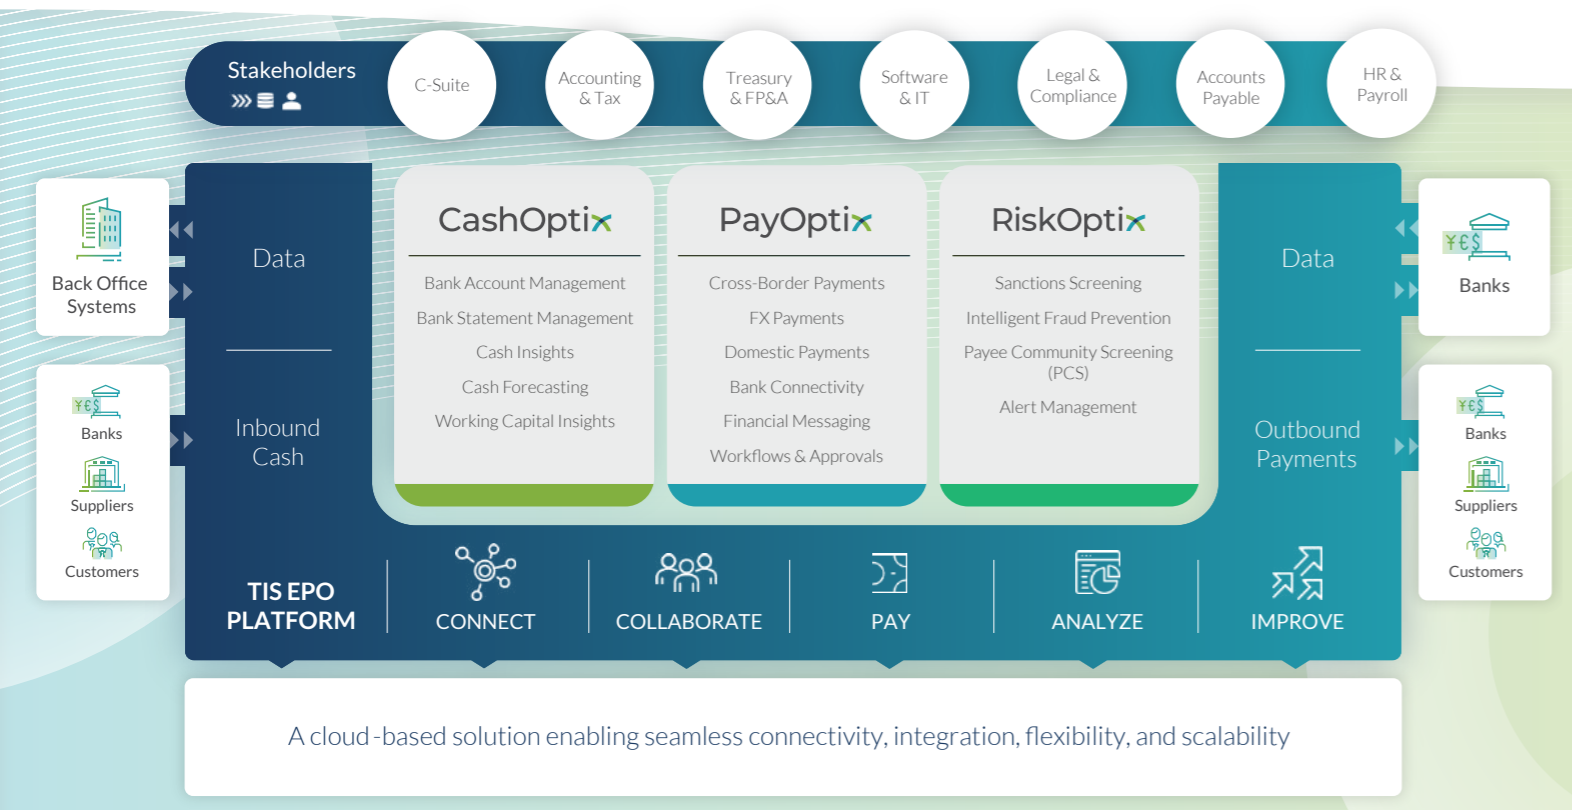 Stakeholders
C-Suite
Accounting
& Tax
Treasury
& FP&A
Software
& IT
Legal &
Compliance
Accounts
Payable
HR &
Payroll
Back Office
Systems
Banks
Suppliers
Customers
Data
Inbound
Cash
CashOptix
Bank Account Management
Bank Statement Management
Cash Insights
Cash Forecasting
Working Capital Insights
PayOptix
Cross-Border Payments
FX Payments
Domestic Payments
Bank Connectivity
Financial Messaging
Workflows & Approvals
RiskOptix
Sanctions Screening
Intelligent Fraud Prevention
Payee Community Screening
(PCS)
Alert Management
Data
Outbound
Payments
¥€$
Banks
¥€$
Banks
Suppliers
Customers
¥€$
TIS EPO
PLATFORM
CONNECT
COLLABORATE
PAY
ANALYZE
IMPROVE
A cloud-based solution enabling seamless connectivity, integration, flexibility, and scalability